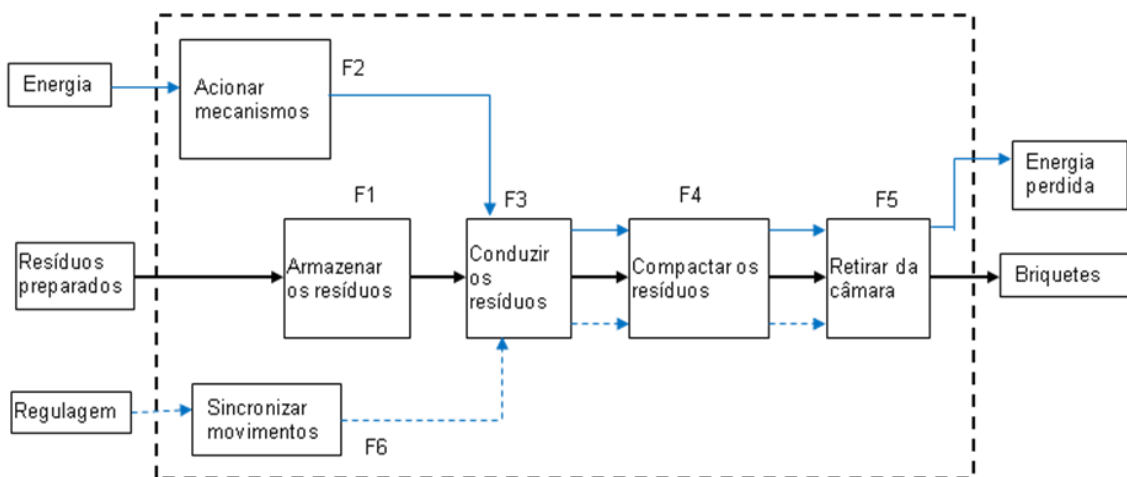 Energia
Acionar
mecanismos
F2
Energia
perdida
F1
F3
F4
F5
Resíduos
preparados
Armazenar
os resíduos
Conduzir
os
resíduos
Compactar os
resíduos
Retirar da
câmara
Briquetes
Regulagem
Sincronizar
movimentos
F6